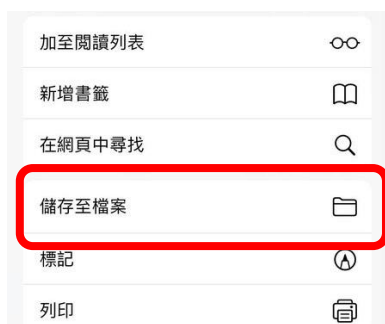 加至閱讀列表
新增書籤
在網頁中尋找
儲存至檔案
標記
列印